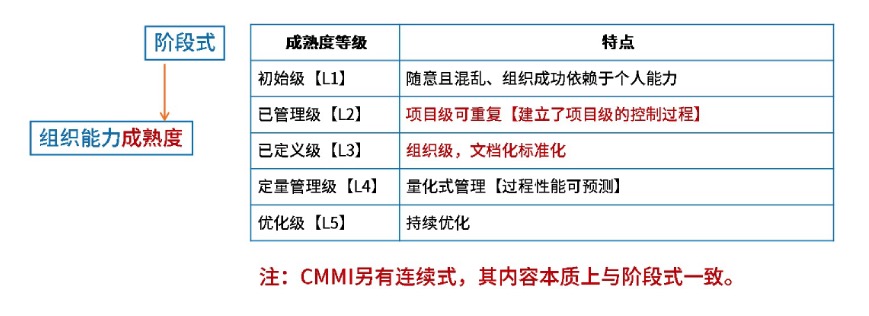 阶段式
组织能力成熟度
成熟度等级 特点
初始级【L1】 随意且混乱、组织成功依赖于个人能力
已管理级【L2】 项目级可重复【建立了项目级的控制过程】
已定义级【L3】 组织级，文档化标准化
定量管理级【L4】 量化式管理【过程性能可预测】
优化级【L5】 持续优化
注：CMMI另有连续式，其内容本质上与阶段式一致。